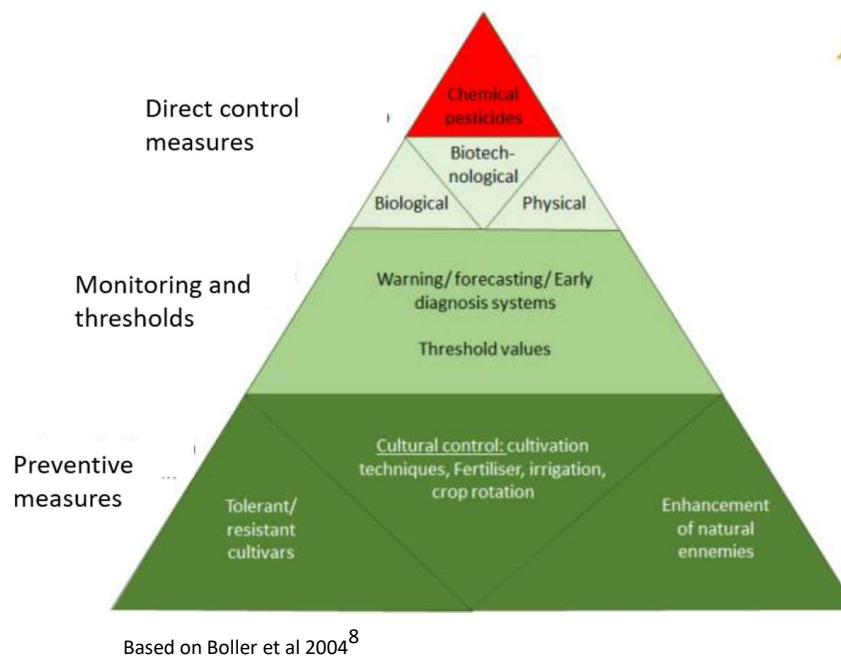 Direct control
measures
Chemical
pesticides
Biotech-
nological
Biological
Physical
Monitoring and
thresholds
Warning/ forecasting/ Early
diagnosis systems
Threshold values
Preventive
measures
Cultural control: cultivation
techniques, Fertiliser, irrigation,
crop rotation
Tolerant/
resistant
cultivars
Enhancement
of natural
ennemies
Based on Boller et al 2004⁸